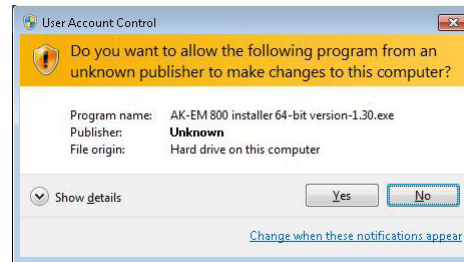 User Account Control
Do you want to allow the following program from an
unknown publisher to make changes to this computer?
Program name: AK-EM 800 installer 64-bit version-1.30.exe
Publisher: Unknown
File origin: Hard drive on this computer
Show details
Yes
No
Change when these notifications appear